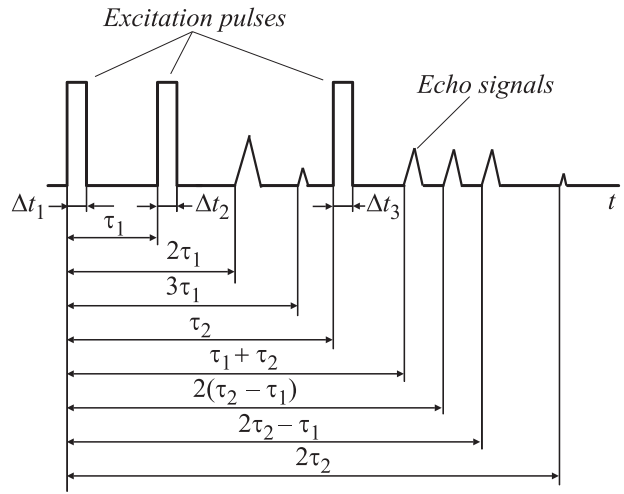 Excitation pulses
Echo signals
Δt₁ Δt₂ Δt₃ t
τ₁
2τ₁
3τ₁
τ₂
τ₁ + τ₂
2(τ₂ – τ₁)
2τ₂ – τ₁
2τ₂